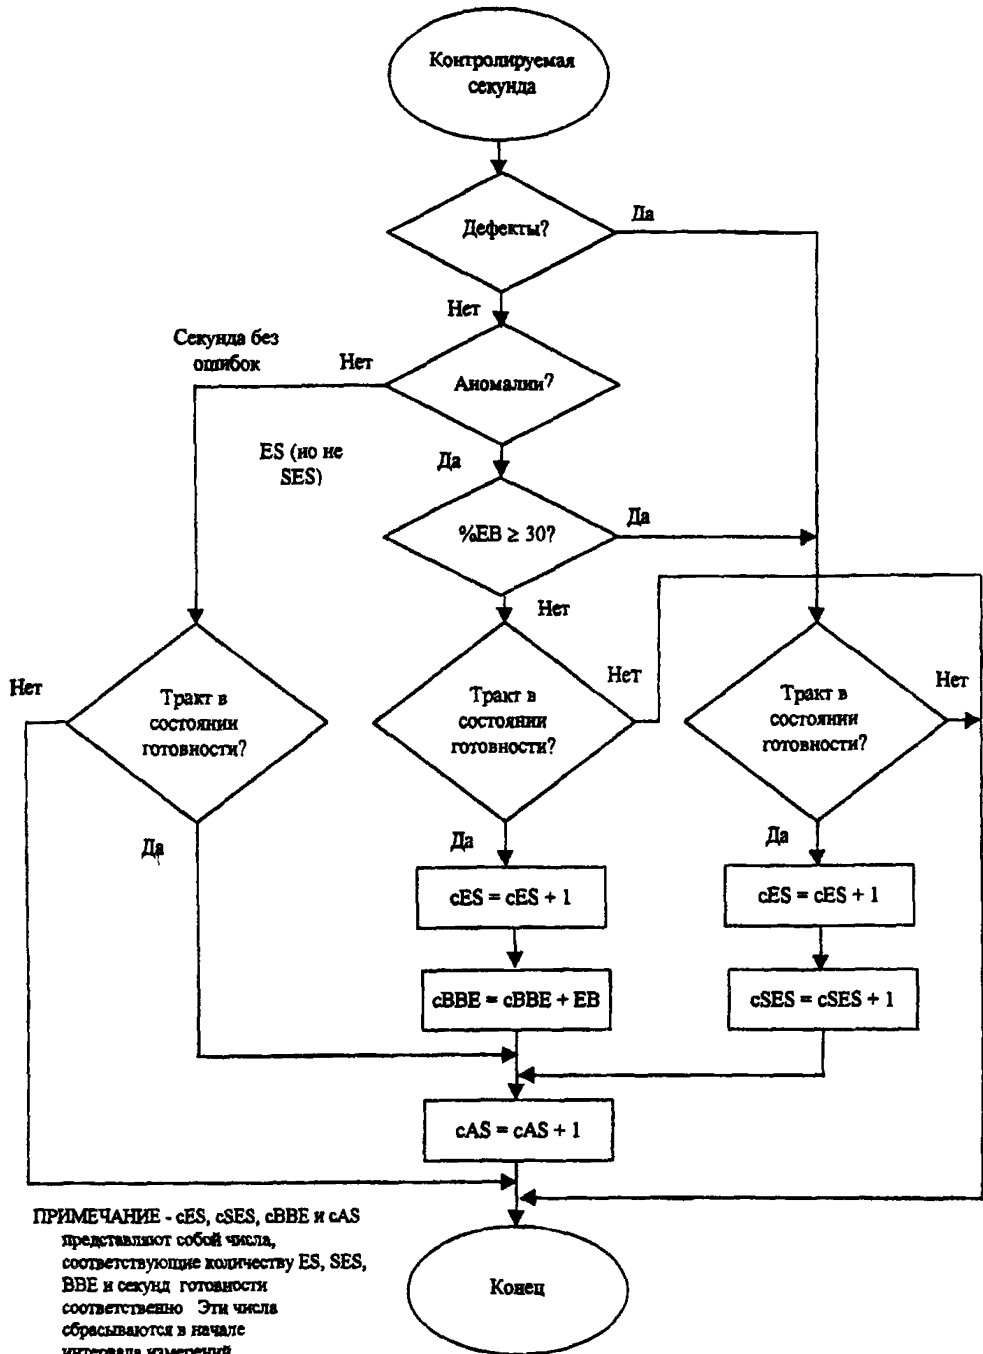 Контролируемая
секунда
Дефекты?
Да
Нет
Секунда без
ошибок
Нет
Аномалии?
ES (но не
SES)
Да
%EB ≥ 30?
Да
Нет
Нет
Тракт в
состоянии
готовности?
Тракт в
состоянии
готовности?
Нет
Тракт в
состоянии
готовности?
Нет
Да
Да
Да
cES = cES + 1
cES = cES + 1
cBBE = cBBE + EB
cSES = cSES + 1
cAS = cAS + 1
ПРИМЕЧАНИЕ - cES, cSES, cBBE и cAS
представляют собой числа,
соответствующие количеству ES, SES,
BBE и секунд готовности
соответственно Эти числа
сбрасываются в начале
интервала измерений
Конец